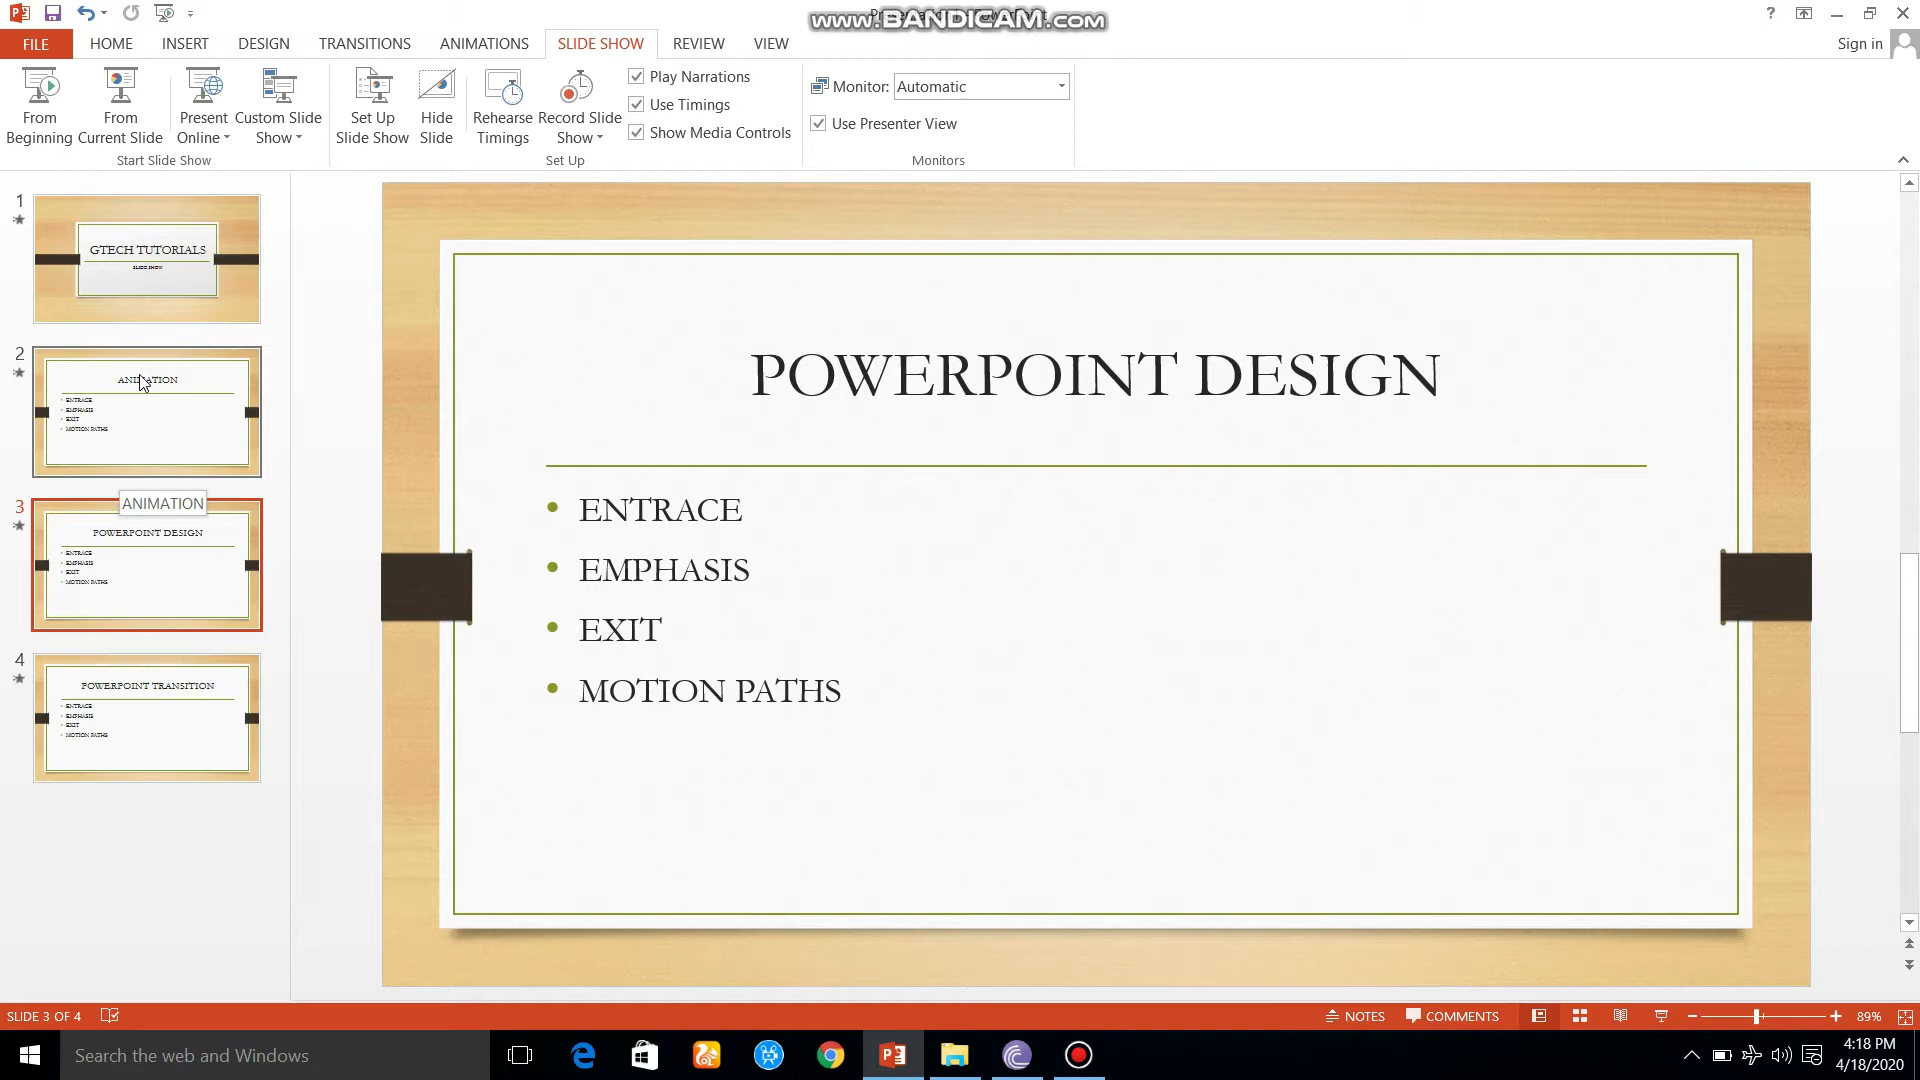 www.BANDICAM.com
FILE
HOME
INSERT
DESIGN
TRANSITIONS
ANIMATIONS
SLIDE SHOW
REVIEW
VIEW
Sign in
From Beginning
From Current Slide
Present Online
Custom Slide Show
Set Up Slide Show
Hide Slide
Rehearse Timings
Record Slide Show
Play Narrations
Use Timings
Show Media Controls
Monitor: Automatic
Use Presenter View
Start Slide Show
Set Up
Monitors
1
GTECH TUTORIALS
SLIDE SHOW
2
ANIMATION
ENTRACE
EMPHASIS
EXIT
MOTION PATHS
3
ANIMATION
POWERPOINT DESIGN
ENTRACE
EMPHASIS
EXIT
MOTION PATHS
4
POWERPOINT TRANSITION
ENTRACE
EMPHASIS
EXIT
MOTION PATHS
POWERPOINT DESIGN
• ENTRACE
• EMPHASIS
• EXIT
• MOTION PATHS
SLIDE 3 OF 4
NOTES
COMMENTS
89%
Search the web and Windows
4:18 PM
4/18/2020